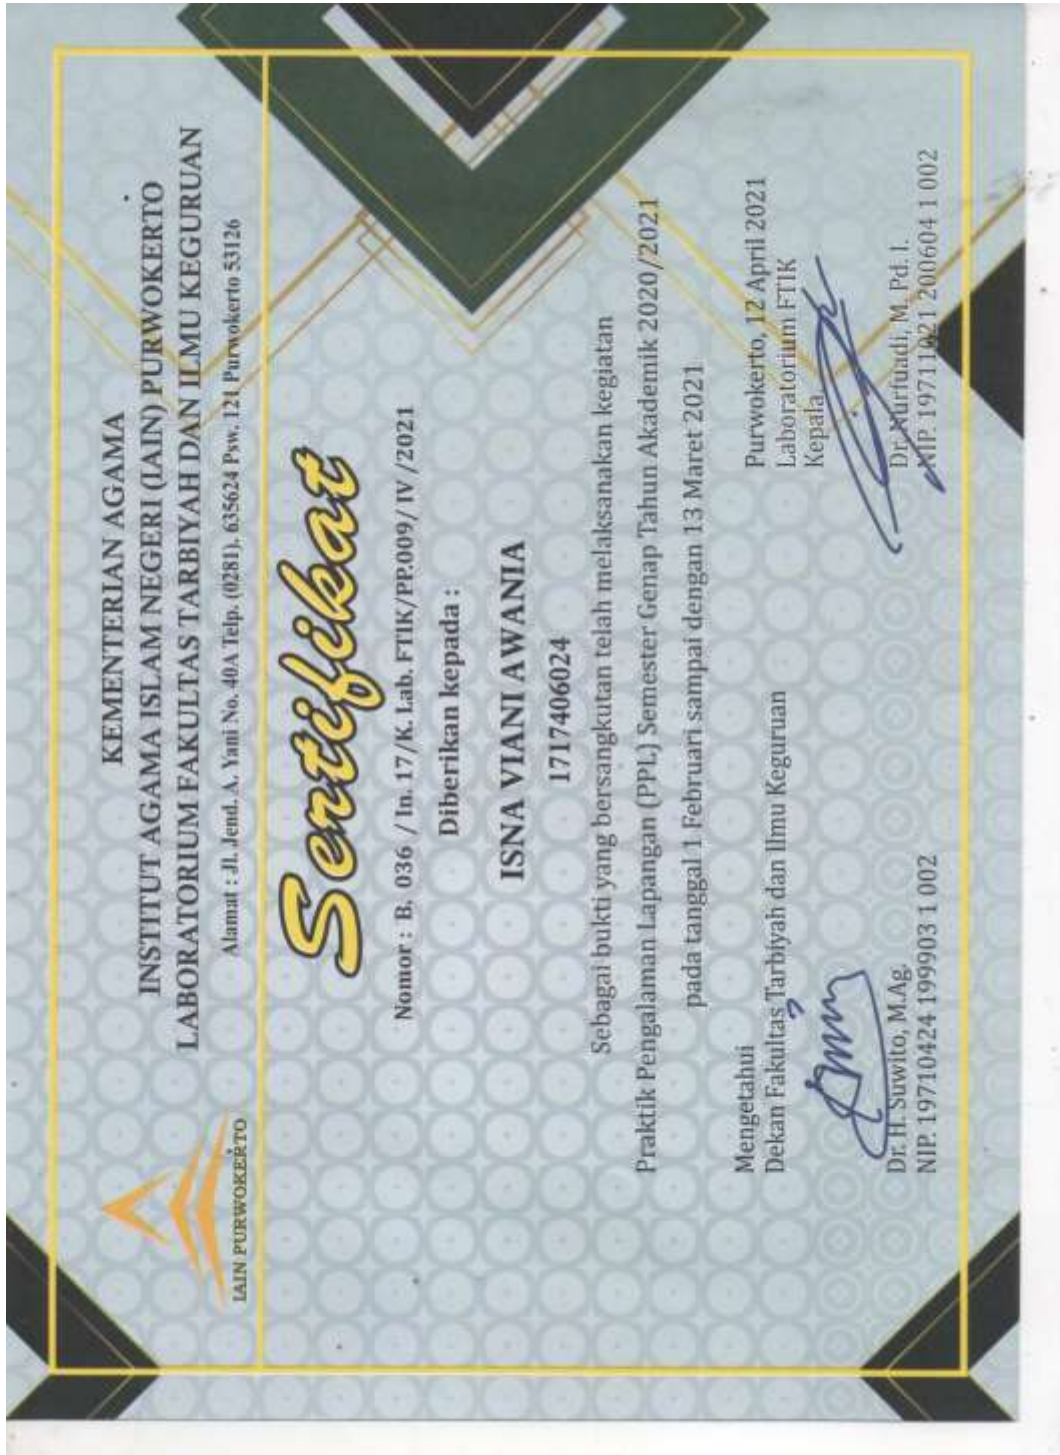 KEMENTERIAN AGAMA
INSTITUT AGAMA ISLAM NEGERI (IAIN) PURWOKERTO
LABORATORIUM FAKULTAS TARBIYAH DAN ILMU KEGURUAN
Alamat : Jl. Jend. A. Yani No. 40A Telp. (0281). 635624 Psw. 121 Purwokerto 53126
IAIN PURWOKERTO
Sertifikat
Nomor : B. 036 / In. 17/K. Lab. FTIK/PP.009/ IV /2021
Diberikan kepada :
ISNA VIANI AWANIA
1717406024
Sebagai bukti yang bersangkutan telah melaksanakan kegiatan
Praktik Pengalaman Lapangan (PPL) Semester Genap Tahun Akademik 2020/2021
pada tanggal 1 Februari sampai dengan 13 Maret 2021
Mengetahui
Dekan Fakultas Tarbiyah dan Ilmu Keguruan
Dr. H. Suwito, M.Ag.
NIP. 19710424 199903 1 002
Purwokerto, 12 April 2021
Laboratorium FTIK
Kepala,
Dr. Nurfuadi, M. Pd. I.
NIP. 19711021 200604 1 002